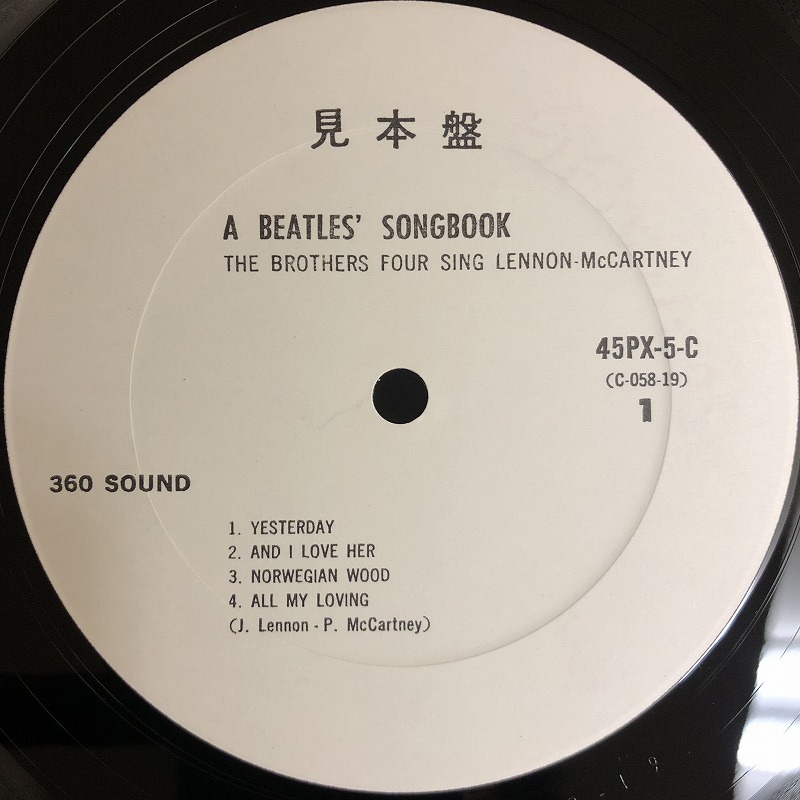 見本盤
A BEATLES' SONGBOOK
THE BROTHERS FOUR SING LENNON-McCARTNEY
45PX-5-C
(C-058-19)
1
360 SOUND
1. YESTERDAY
2. AND I LOVE HER
3. NORWEGIAN WOOD
4. ALL MY LOVING
(J. Lennon - P. McCartney)